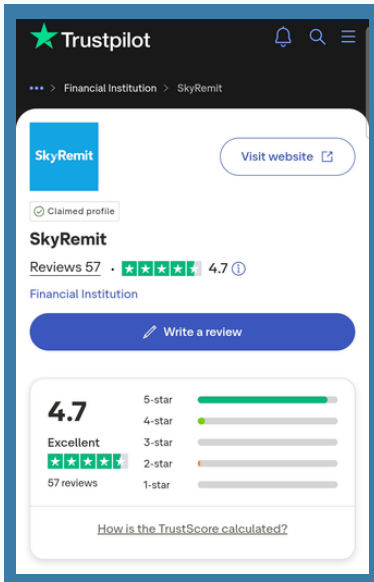 Trustpilot
••• > Financial Institution > SkyRemit
SkyRemit
Visit website
Claimed profile
SkyRemit
Reviews 57 • 4.7
Financial Institution
Write a review
4.7
Excellent
57 reviews
5-star
4-star
3-star
2-star
1-star
How is the TrustScore calculated?